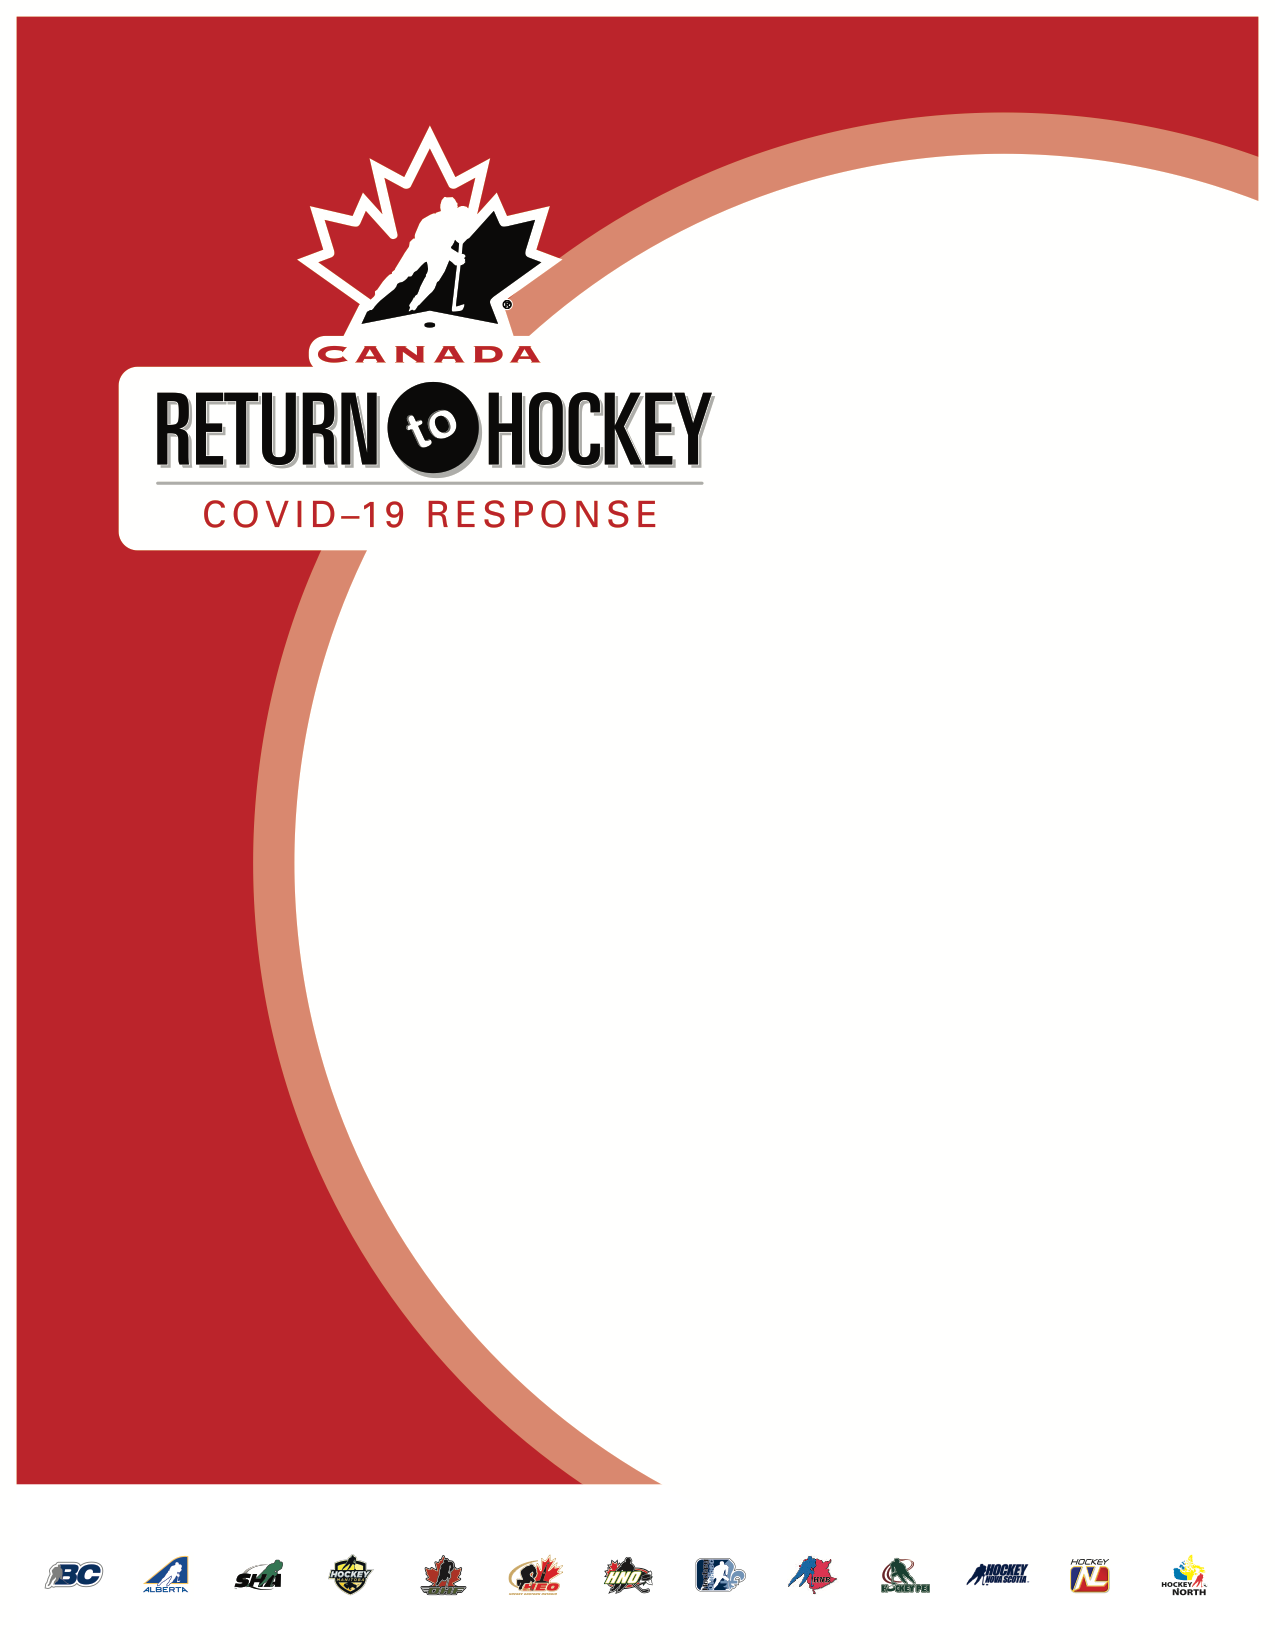 CANADA
RETURN to HOCKEY
COVID–19 RESPONSE
BC
ALBERTA
SHA
HOCKEY
MANITOBA
HEO
HNO
HNB
HOCKEY PEI
HOCKEY
NOVA SCOTIA
HOCKEY
NL
HOCKEY
NORTH